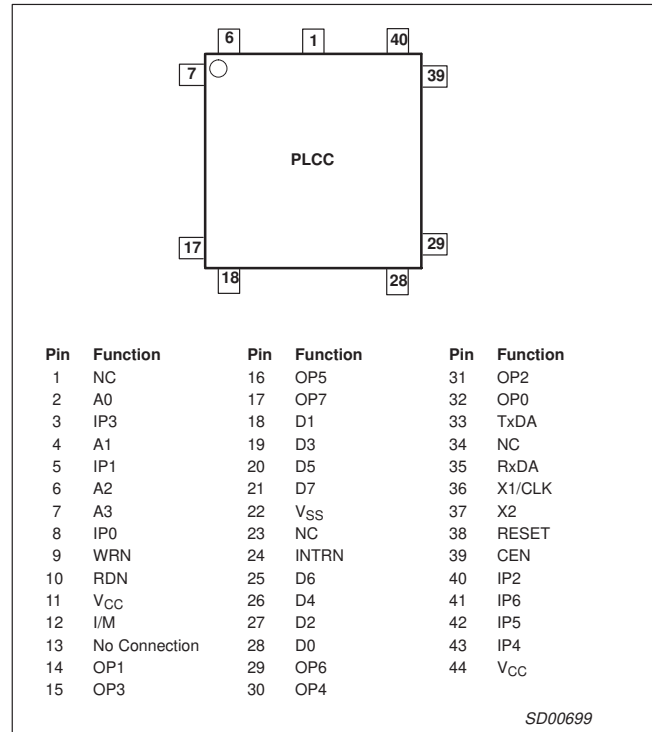 6 1 40
7 39
PLCC
17 29
18 28
Pin Function Pin Function Pin Function
1 NC 16 OP5 31 OP2
2 A0 17 OP7 32 OP0
3 IP3 18 D1 33 TxDA
4 A1 19 D3 34 NC
5 IP1 20 D5 35 RxDA
6 A2 21 D7 36 X1/CLK
7 A3 22 VSS 37 X2
8 IP0 23 NC 38 RESET
9 WRN 24 INTRN 39 CEN
10 RDN 25 D6 40 IP2
11 VCC 26 D4 41 IP6
12 I/M 27 D2 42 IP5
13 No Connection 28 D0 43 IP4
14 OP1 29 OP6 44 VCC
15 OP3 30 OP4
SD00699